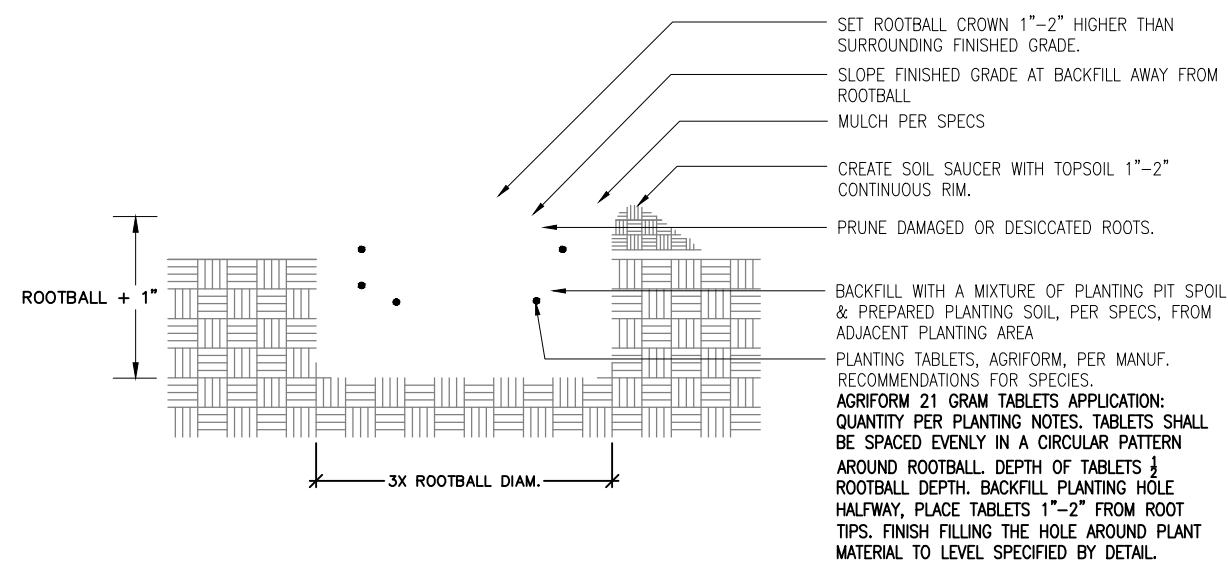 SET ROOTBALL CROWN 1"–2" HIGHER THAN
SURROUNDING FINISHED GRADE.
SLOPE FINISHED GRADE AT BACKFILL AWAY FROM
ROOTBALL
MULCH PER SPECS
CREATE SOIL SAUCER WITH TOPSOIL 1"–2"
CONTINUOUS RIM.
PRUNE DAMAGED OR DESICCATED ROOTS.
ROOTBALL + 1"
BACKFILL WITH A MIXTURE OF PLANTING PIT SPOIL
& PREPARED PLANTING SOIL, PER SPECS, FROM
ADJACENT PLANTING AREA
PLANTING TABLETS, AGRIFORM, PER MANUF.
RECOMMENDATIONS FOR SPECIES.
AGRIFORM 21 GRAM TABLETS APPLICATION:
QUANTITY PER PLANTING NOTES. TABLETS SHALL
BE SPACED EVENLY IN A CIRCULAR PATTERN
AROUND ROOTBALL. DEPTH OF TABLETS ½
ROOTBALL DEPTH. BACKFILL PLANTING HOLE
HALFWAY, PLACE TABLETS 1"–2" FROM ROOT
TIPS. FINISH FILLING THE HOLE AROUND PLANT
MATERIAL TO LEVEL SPECIFIED BY DETAIL.
3X ROOTBALL DIAM.